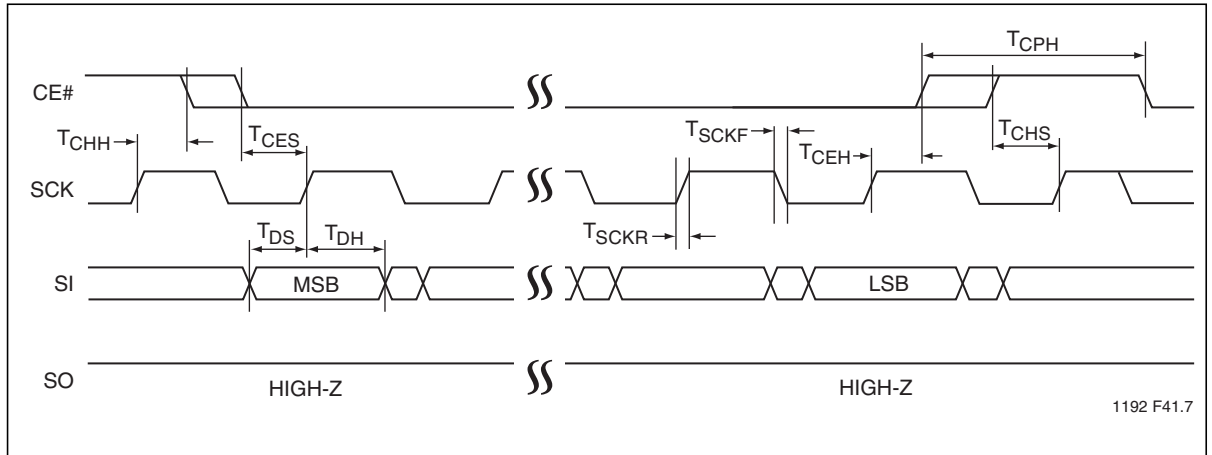 TCPH
CE#
TCHH
TCES
TSCKF
TCHS
TCEH
SCK
TDS
TDH
TSCKR
SI
MSB
LSB
SO
HIGH-Z
HIGH-Z
1192 F41.7